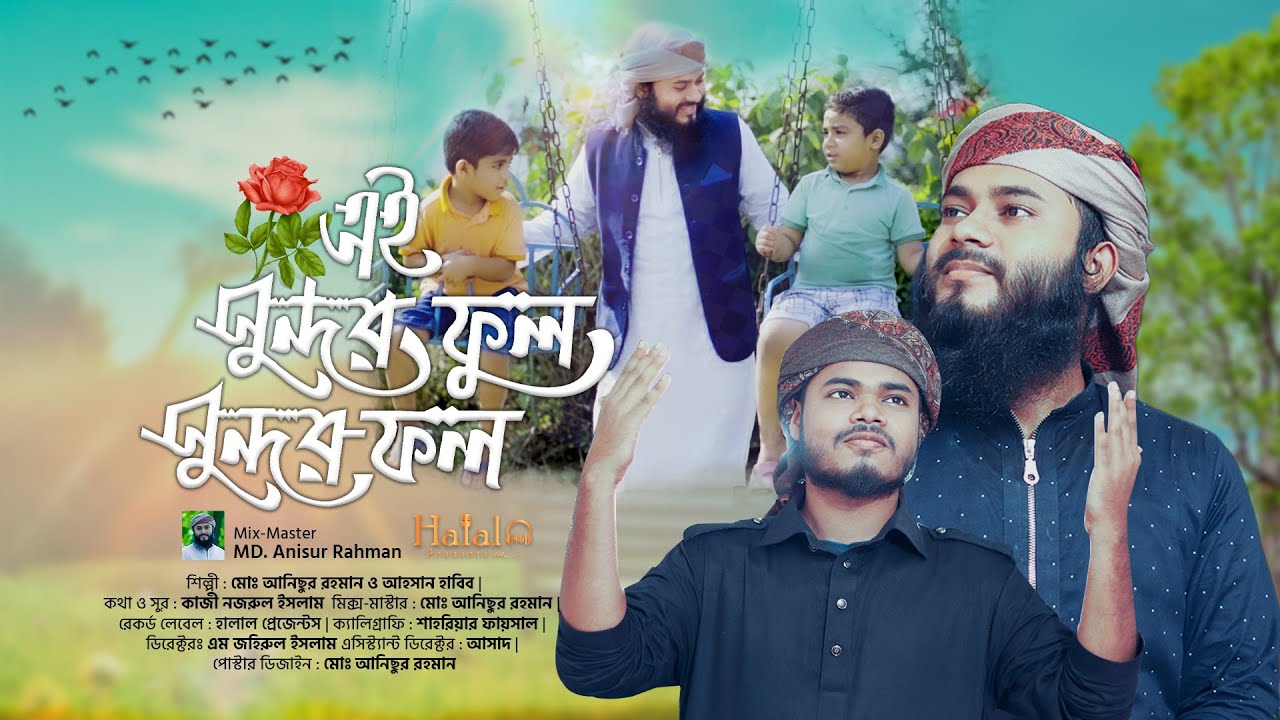 এই
সুন্দর ফুল
সুন্দর ফল
Mix-Master
MD. Anisur Rahman
Halal
শিল্পী : মোঃ আনিছুর রহমান ও আহসান হাবিব |
কথা ও সুর : কাজী নজরুল ইসলাম মিক্স-মাস্টার : মোঃ আনিছুর রহমান |
রেকর্ড লেবেল : হালাল প্রেজেন্টস | ক্যালিগ্রাফি : শাহরিয়ার ফায়সাল |
ডিরেক্টরঃ এম জহিরুল ইসলাম এসিস্ট্যান্ট ডিরেক্টর : আসাদ |
পোস্টার ডিজাইন : মোঃ আনিছুর রহমান